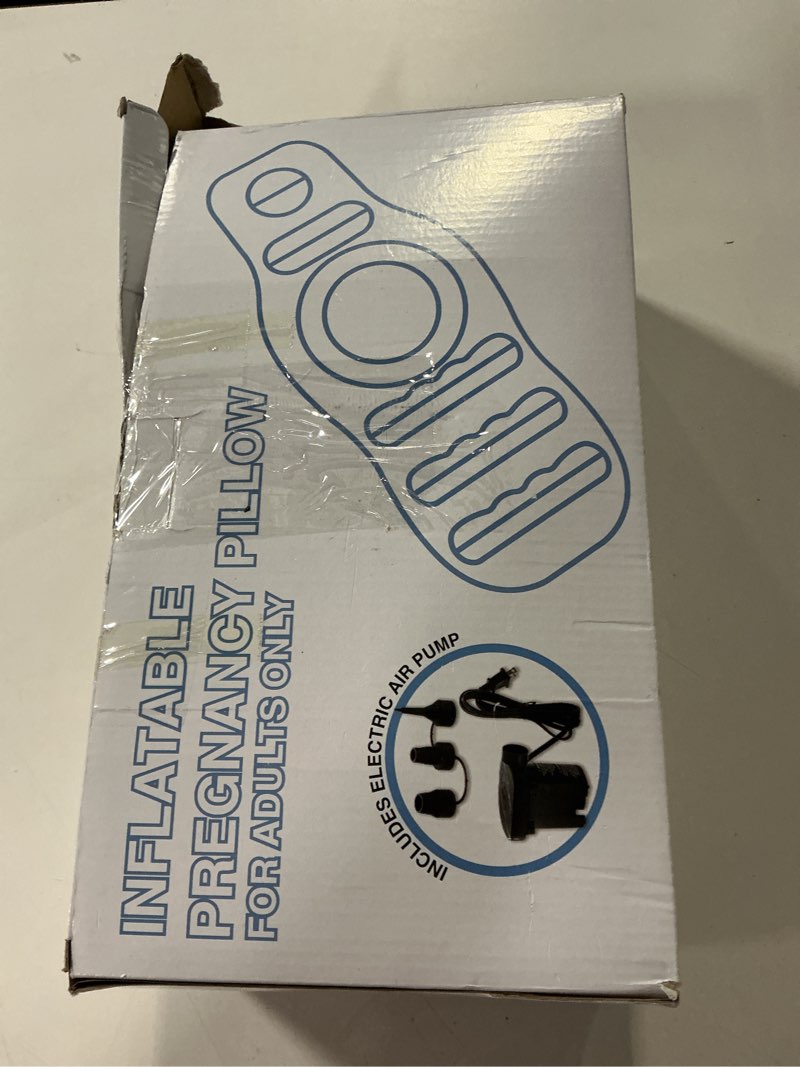 INFLATABLE
PREGNANCY PILLOW
FOR ADULTS ONLY
INCLUDES ELECTRIC AIR PUMP